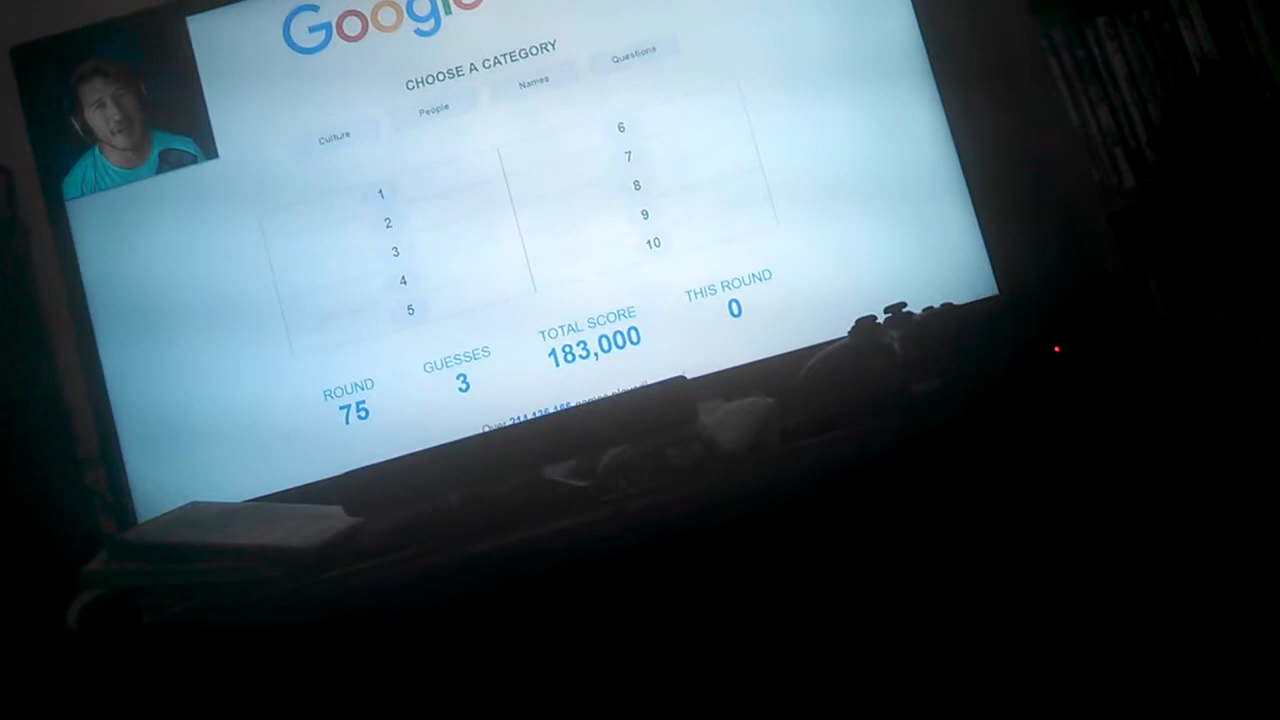 Google
CHOOSE A CATEGORY
Culture People Names Questions
1 6
2 7
3 8
4 9
5 10
ROUND GUESSES TOTAL SCORE THIS ROUND
75 3 183,000 0
Over